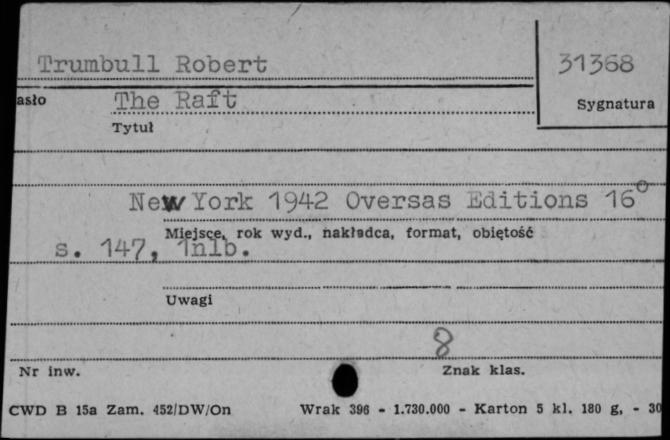 Trumbull Robert
31368
asło
The Raft
Sygnatura
Tytuł
New York 1942 Oversas Editions 16°
Miejsce, rok wyd., nakładca, format, objętość
s. 147, 1nlb.
Uwagi
8
Nr inw.
Znak klas.
CWD B 15a Zam. 452/DW/On
Wrak 396 - 1.730.000 - Karton 5 kl. 180 g, - 30